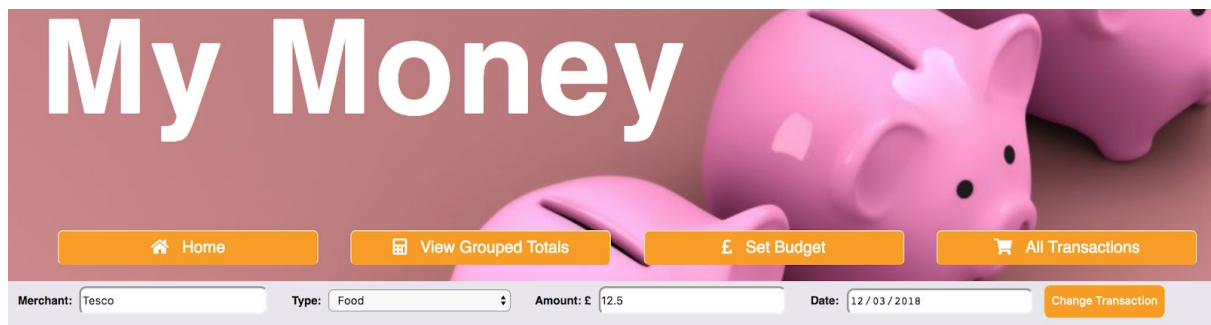 My Money
Home View Grouped Totals £ Set Budget All Transactions
Merchant: Tesco Type: Food Amount: £ 12.5 Date: 12/03/2018 Change Transaction